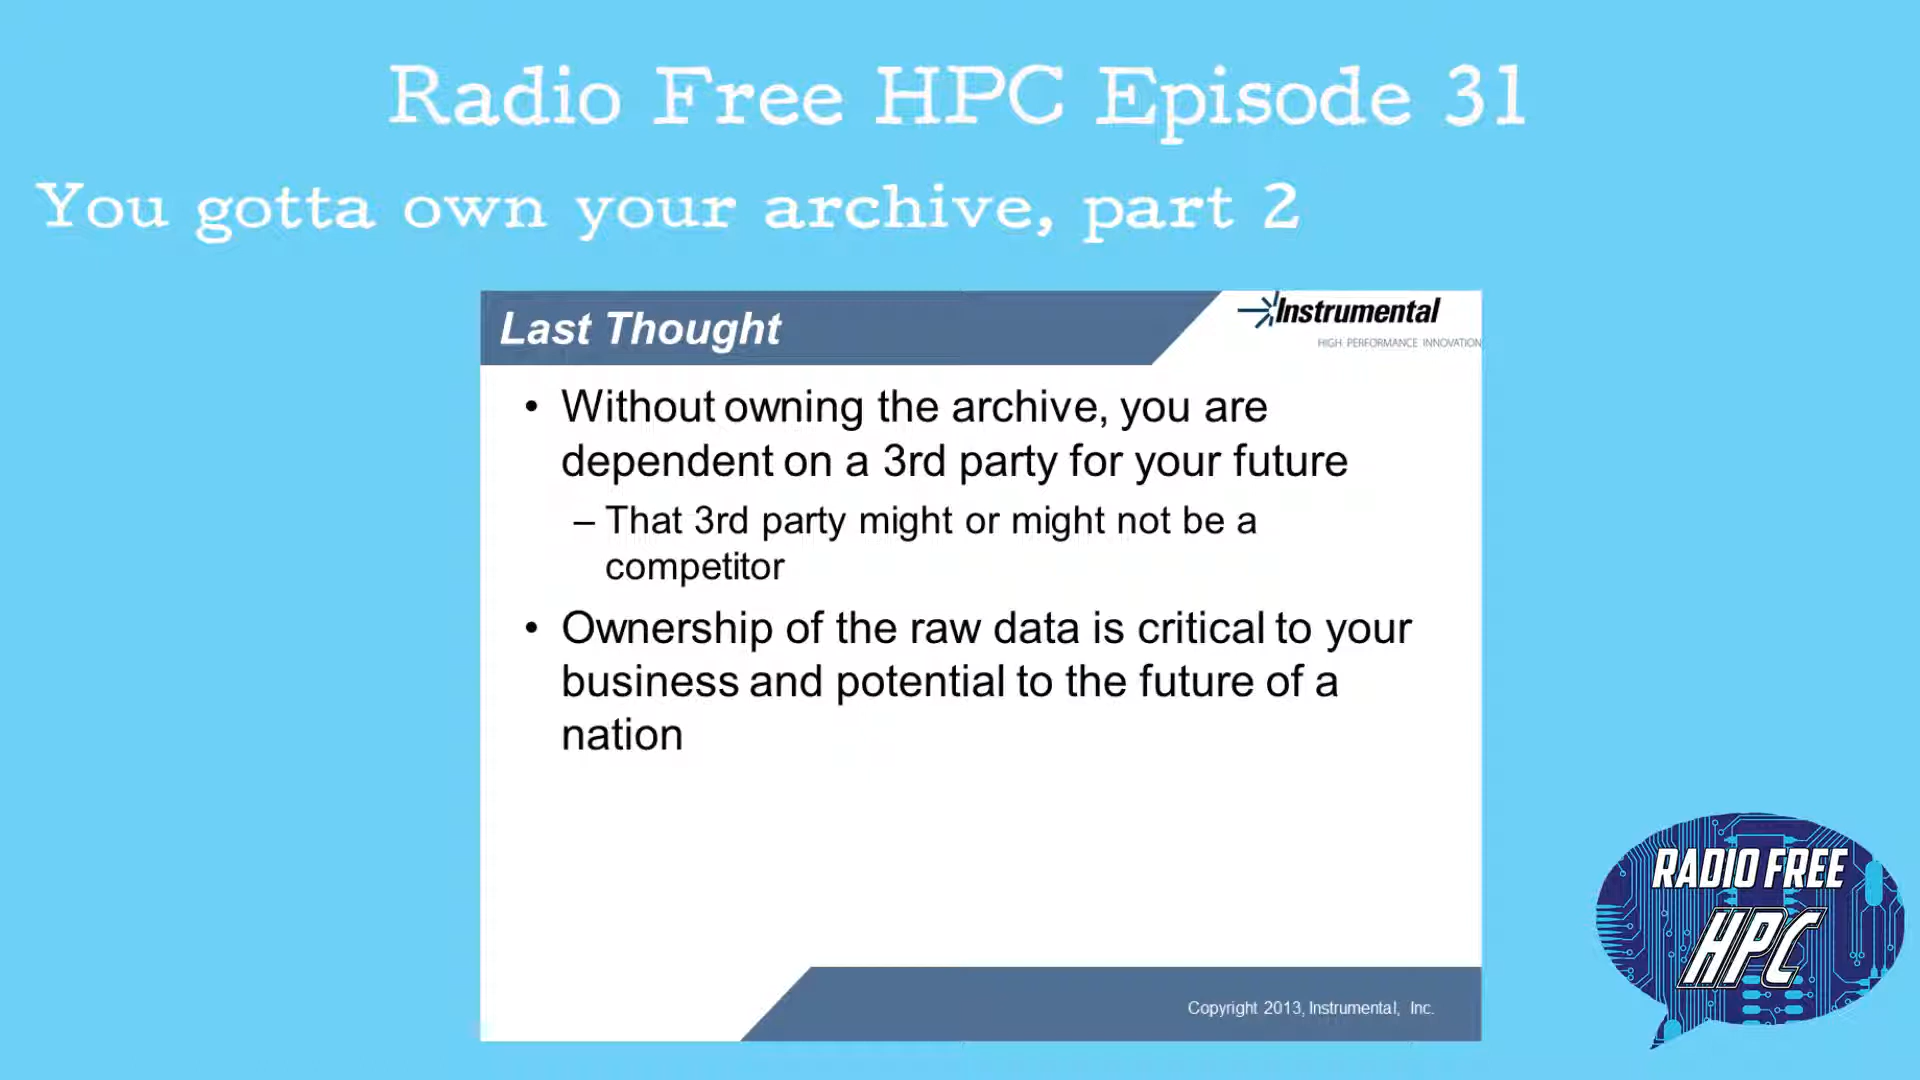 Radio Free HPC Episode 31
You gotta own your archive, part 2
Last Thought
Instrumental
HIGH PERFORMANCE INNOVATION
• Without owning the archive, you are
dependent on a 3rd party for your future
– That 3rd party might or might not be a
competitor
• Ownership of the raw data is critical to your
business and potential to the future of a
nation
Copyright 2013, Instrumental, Inc.
RADIO FREE
HPC